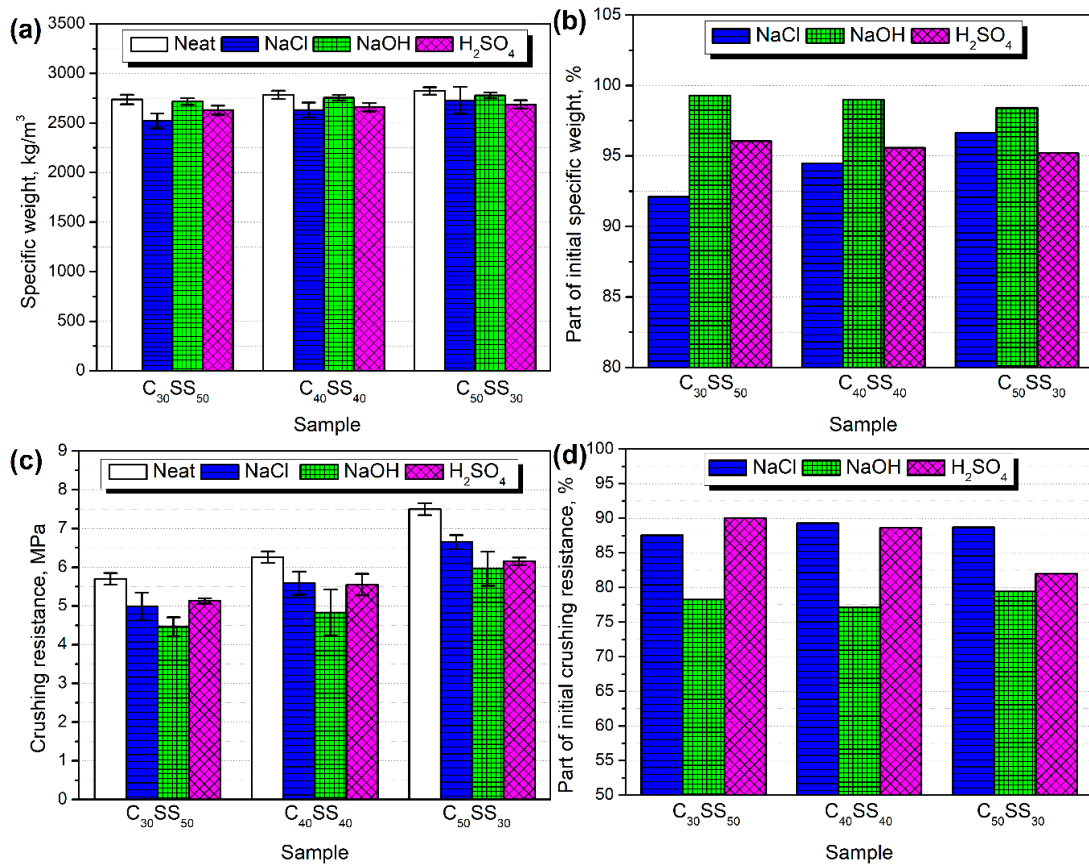 (a)
Neat NaCl NaOH H2SO4
Specific weight, kg/m3
3500
3000
2500
2000
1500
1000
500
0
C30SS50 C40SS40 C50SS30
Sample
(b)
NaCl NaOH H2SO4
Part of initial specific weight, %
105
100
95
90
85
80
C30SS50 C40SS40 C50SS30
Sample
(c)
Neat NaCl NaOH H2SO4
Crushing resistance, MPa
9
8
7
6
5
4
3
2
1
0
C30SS50 C40SS40 C50SS30
Sample
(d)
NaCl NaOH H2SO4
Part of initial crushing resistance, %
100
95
90
85
80
75
70
65
60
55
50
C30SS50 C40SS40 C50SS30
Sample